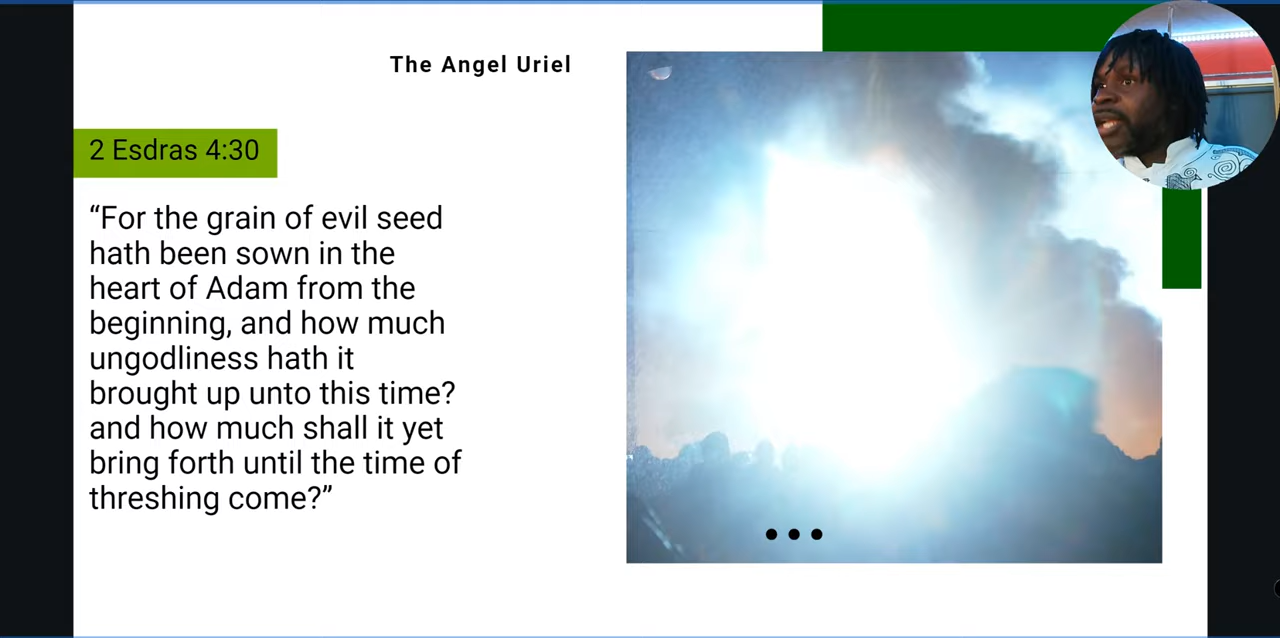 The Angel Uriel
2 Esdras 4:30
“For the grain of evil seed
hath been sown in the
heart of Adam from the
beginning, and how much
ungodliness hath it
brought up unto this time?
and how much shall it yet
bring forth until the time of
threshing come?”